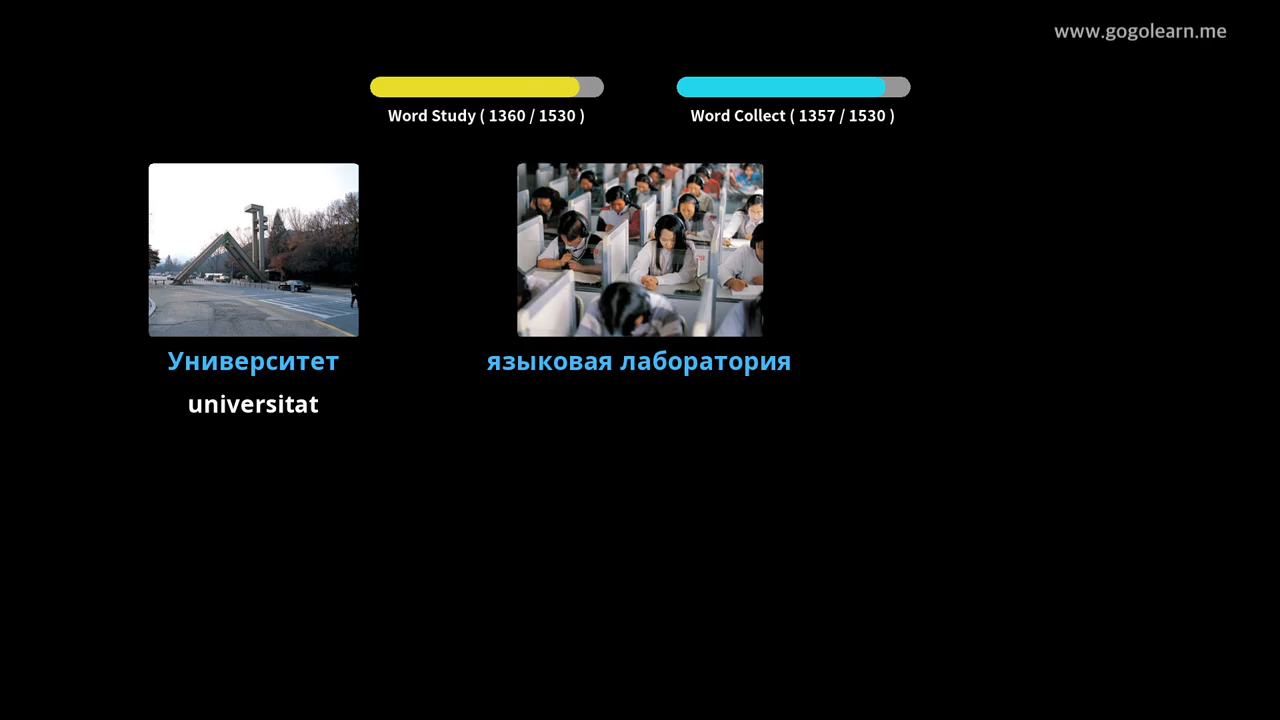 www.gogolearn.me
Word Study ( 1360 / 1530 )
Word Collect ( 1357 / 1530 )
Университет
языковая лаборатория
universitat